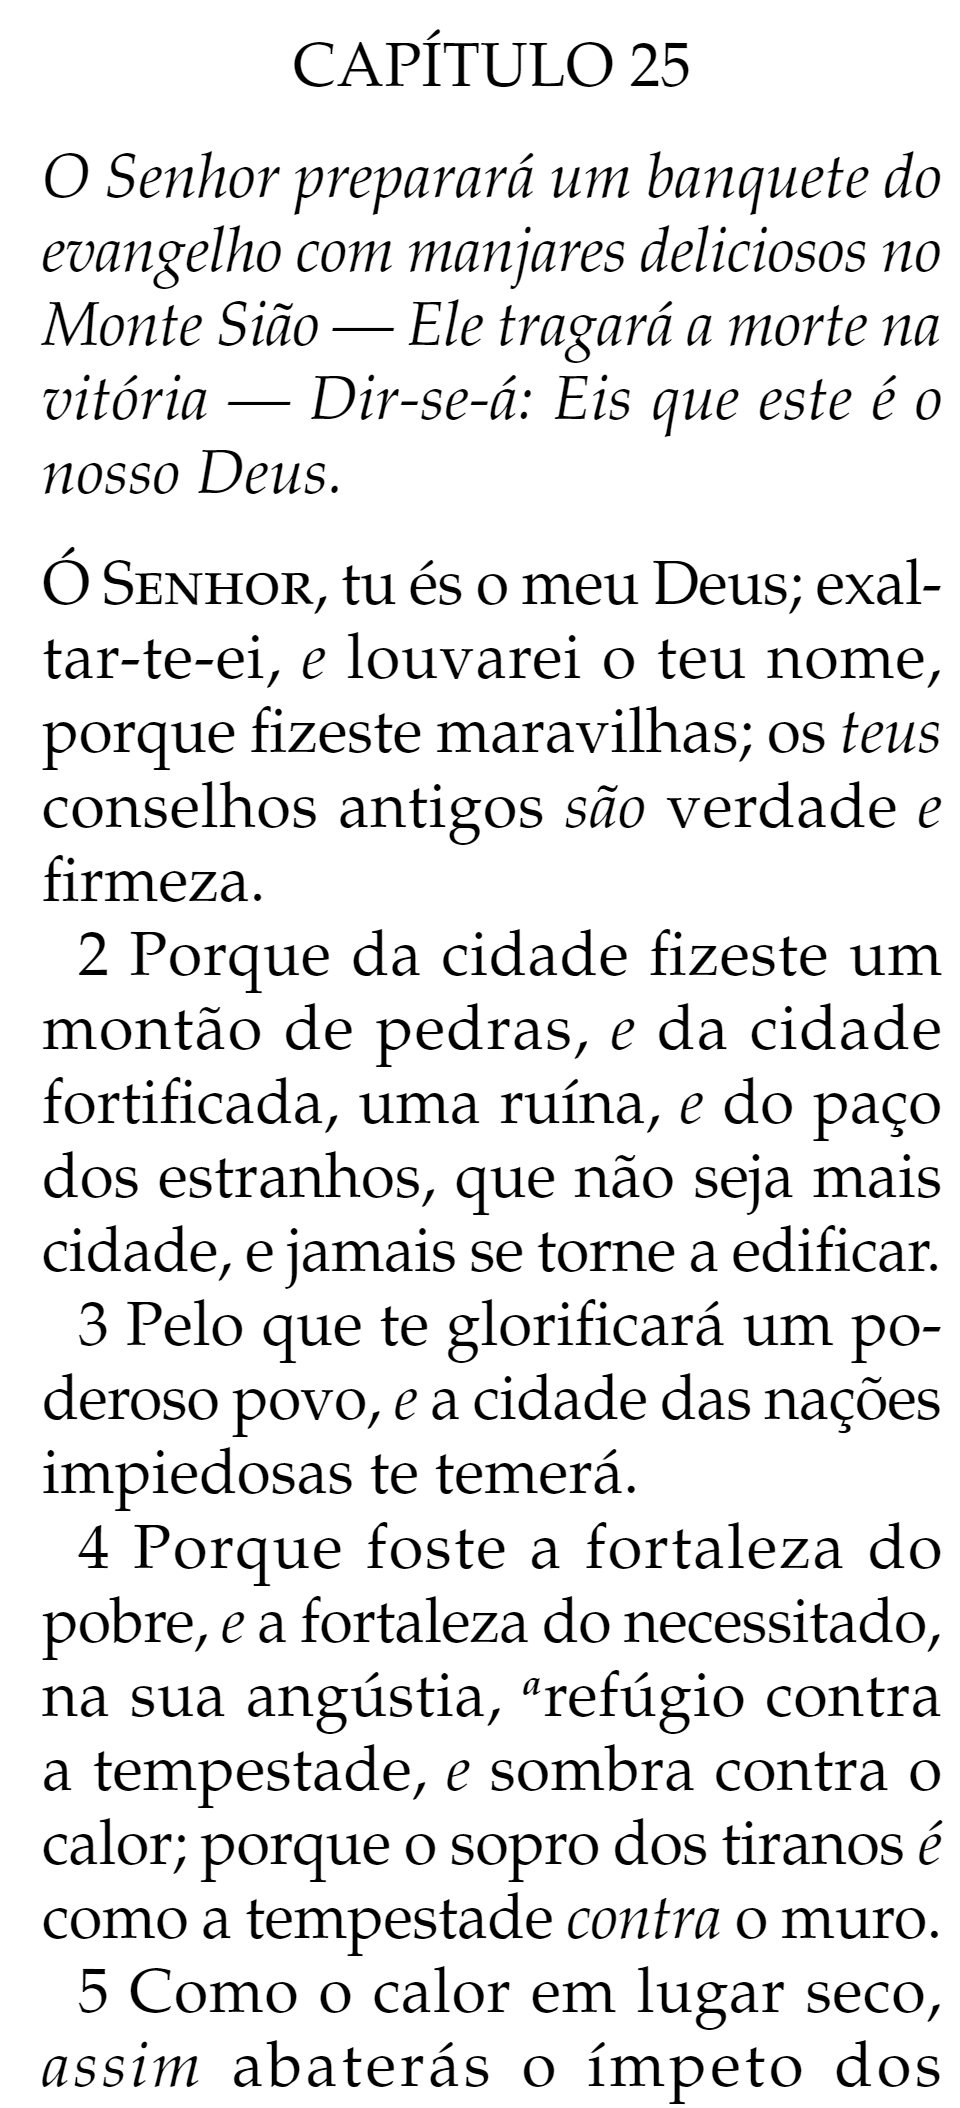 CAPÍTULO 25
O Senhor preparará um banquete do
evangelho com manjares deliciosos no
Monte Sião — Ele tragará a morte na
vitória — Dir-se-á: Eis que este é o
nosso Deus.
Ó SENHOR, tu és o meu Deus; exal-
tar-te-ei, e louvarei o teu nome,
porque fizeste maravilhas; os teus
conselhos antigos são verdade e
firmeza.
2 Porque da cidade fizeste um
montão de pedras, e da cidade
fortificada, uma ruína, e do paço
dos estranhos, que não seja mais
cidade, e jamais se torne a edificar.
3 Pelo que te glorificará um po-
deroso povo, e a cidade das nações
impiedosas te temerá.
4 Porque foste a fortaleza do
pobre, e a fortaleza do necessitado,
na sua angústia, ᵃrefúgio contra
a tempestade, e sombra contra o
calor; porque o sopro dos tiranos é
como a tempestade contra o muro.
5 Como o calor em lugar seco,
assim abaterás o ímpeto dos